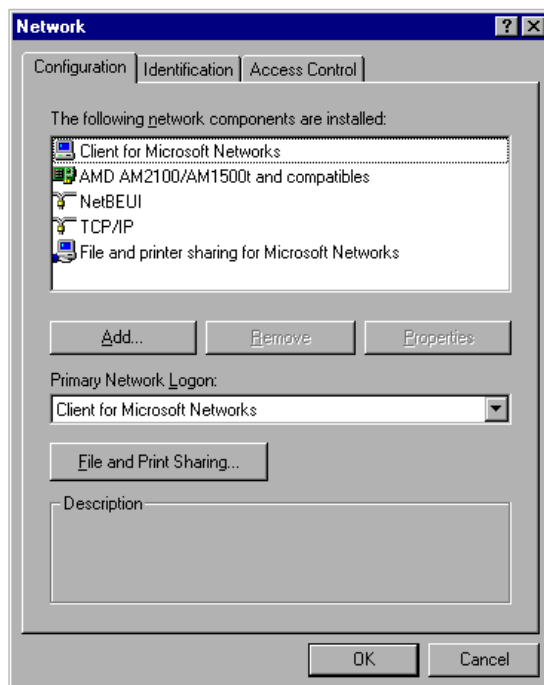 Network
Configuration
Identification
Access Control
The following network components are installed:
Client for Microsoft Networks
AMD AM2100/AM1500t and compatibles
NetBEUI
TCP/IP
File and printer sharing for Microsoft Networks
Add...
Remove
Properties
Primary Network Logon:
Client for Microsoft Networks
File and Print Sharing...
Description
OK
Cancel